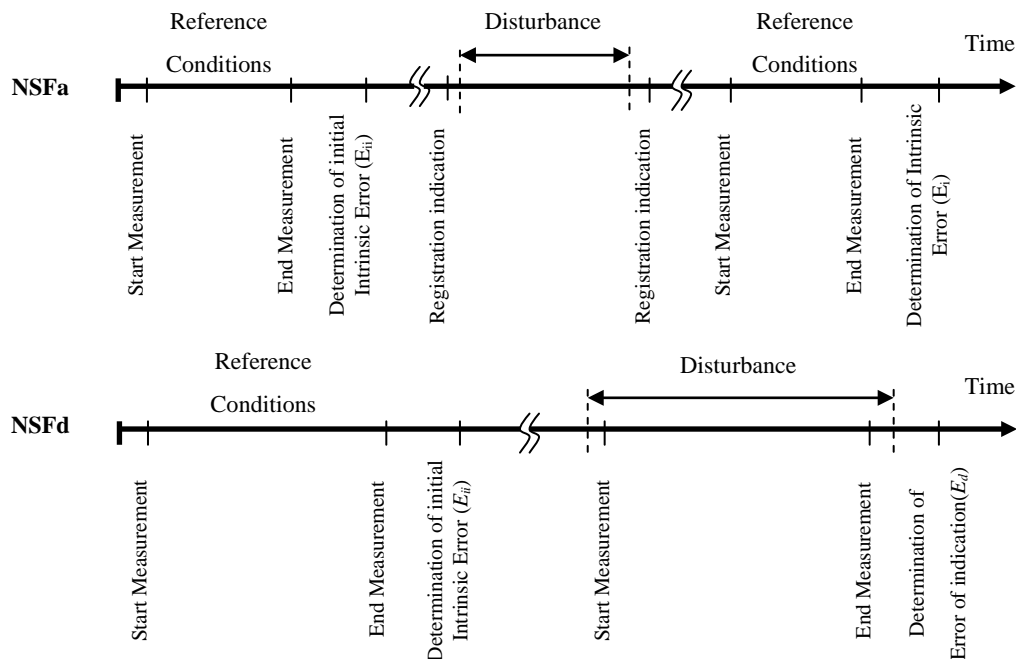 Reference
Conditions
Disturbance
Reference
Conditions
Time
NSFa
Start Measurement
End Measurement
Determination of initial
Intrinsic Error (Eii)
Registration indication
Registration indication
Start Measurement
End Measurement
Determination of Intrinsic
Error (Ei)
Reference
Conditions
Disturbance
Time
NSFd
Start Measurement
End Measurement
Determination of initial
Intrinsic Error (Eii)
Start Measurement
End Measurement
Determination of
Error of indication(Ed)